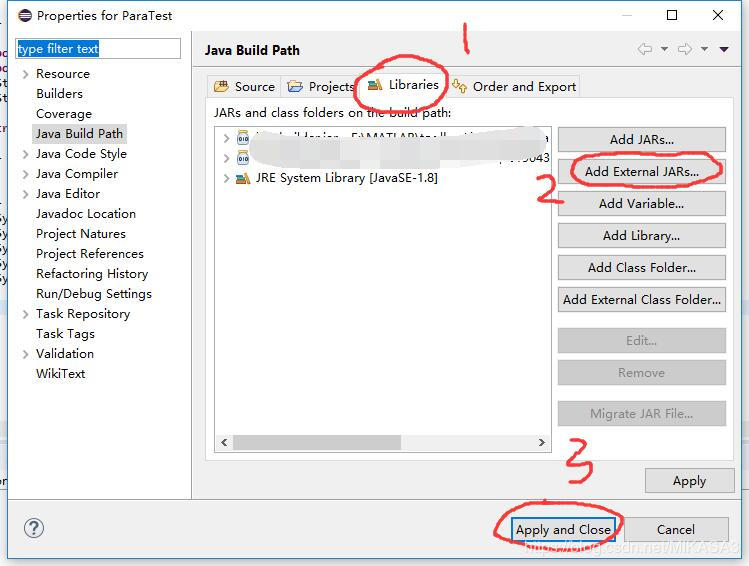 Properties for ParaTest
1
type filter text
Resource
Builders
Coverage
Java Build Path
Java Code Style
Java Compiler
Java Editor
Javadoc Location
Project Natures
Project References
Refactoring History
Run/Debug Settings
Task Repository
Task Tags
Validation
WikiText
Java Build Path
Source
Projects
Libraries
Order and Export
JARs and class folders on the build path:
JRE System Library [JavaSE-1.8]
Add JARs...
Add External JARs...
2
Add Variable...
Add Library...
Add Class Folder...
Add External Class Folder...
Edit...
Remove
Migrate JAR File...
3
Apply
?
Apply and Close
Cancel
https://blog.csdn.net/MIKASA3